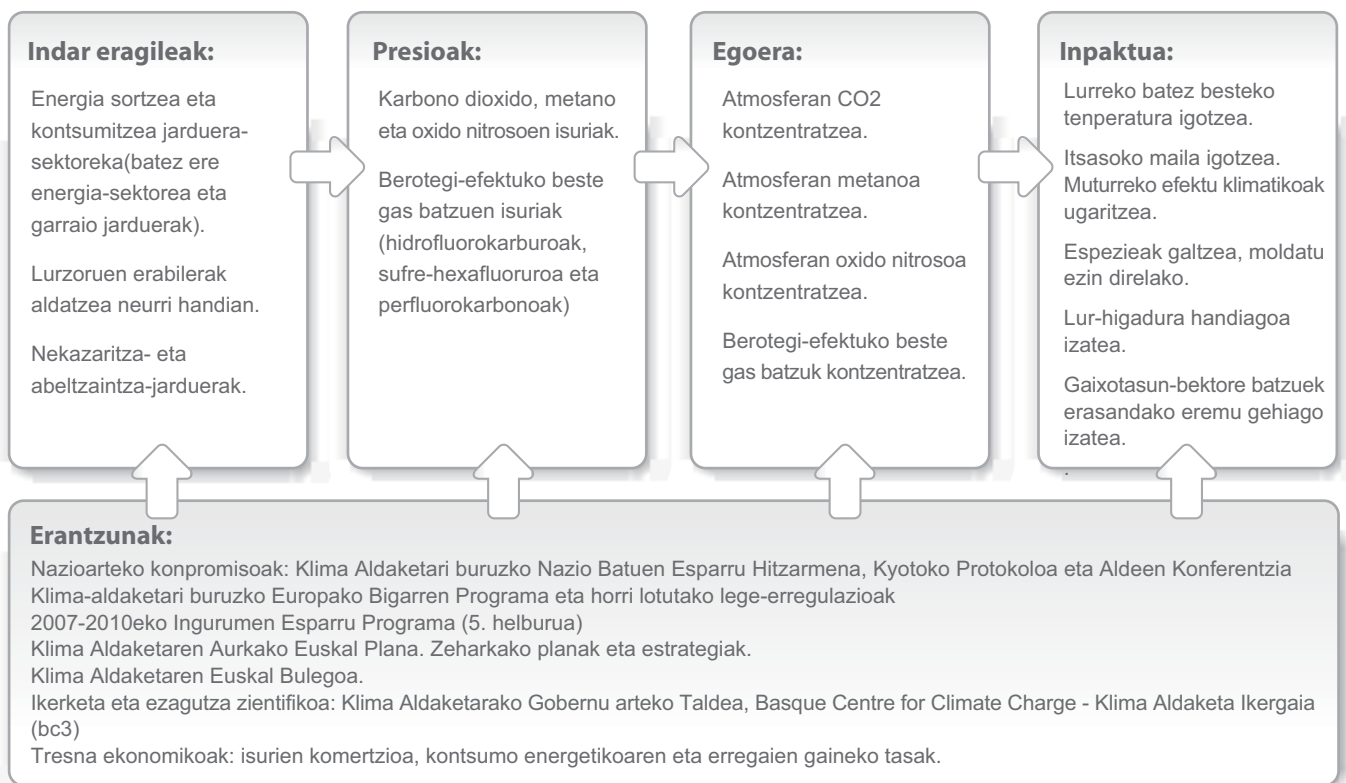 Indar eragileak:
Energia sortzea eta
kontsumitzea jarduera-
sektoreka(batez ere
energia-sektorea eta
garraio jarduerak).
Lurzoruen erabilerak
aldatzea neurri handian.
Nekazaritza- eta
abeltzaintza-jarduerak.
Presioak:
Karbono dioxido, metano
eta oxido nitrosoen isuriak.
Berotegi-efektuko beste
gas batzuen isuriak
(hidrofluorokarburoak,
sufre-hexafluoruroa eta
perfluorokarbonoak)
Egoera:
Atmosferan CO2
kontzentratzea.
Atmosferan metanoa
kontzentratzea.
Atmosferan oxido nitrosoa
kontzentratzea.
Berotegi-efektuko beste
gas batzuk kontzentratzea.
Inpaktua:
Lurreko batez besteko
tenperatura igotzea.
Itsasoko maila igotzea.
Muturreko efektu klimatikoak
ugaritzea.
Espezieak galtzea, moldatu
ezin direlako.
Lur-higadura handiagoa
izatea.
Gaixotasun-bektore batzuek
erasandako eremu gehiago
izatea.
.
Erantzunak:
Nazioarteko konpromisoak: Klima Aldaketari buruzko Nazio Batuen Esparru Hitzarmena, Kyotoko Protokoloa eta Aldeen Konferentzia
Klima-aldaketari buruzko Europako Bigarren Programa eta horri lotutako lege-erregulazioak
2007-2010eko Ingurumen Esparru Programa (5. helburua)
Klima Aldaketaren Aurkako Euskal Plana. Zeharkako planak eta estrategiak.
Klima Aldaketaren Euskal Bulegoa.
Ikerketa eta ezagutza zientifikoa: Klima Aldaketarako Gobernu arteko Taldea, Basque Centre for Climate Charge - Klima Aldaketa Ikergaia
(bc3)
Tresna ekonomikoak: isurien komertzioa, kontsumo energetikoaren eta erregaien gaineko tasak.